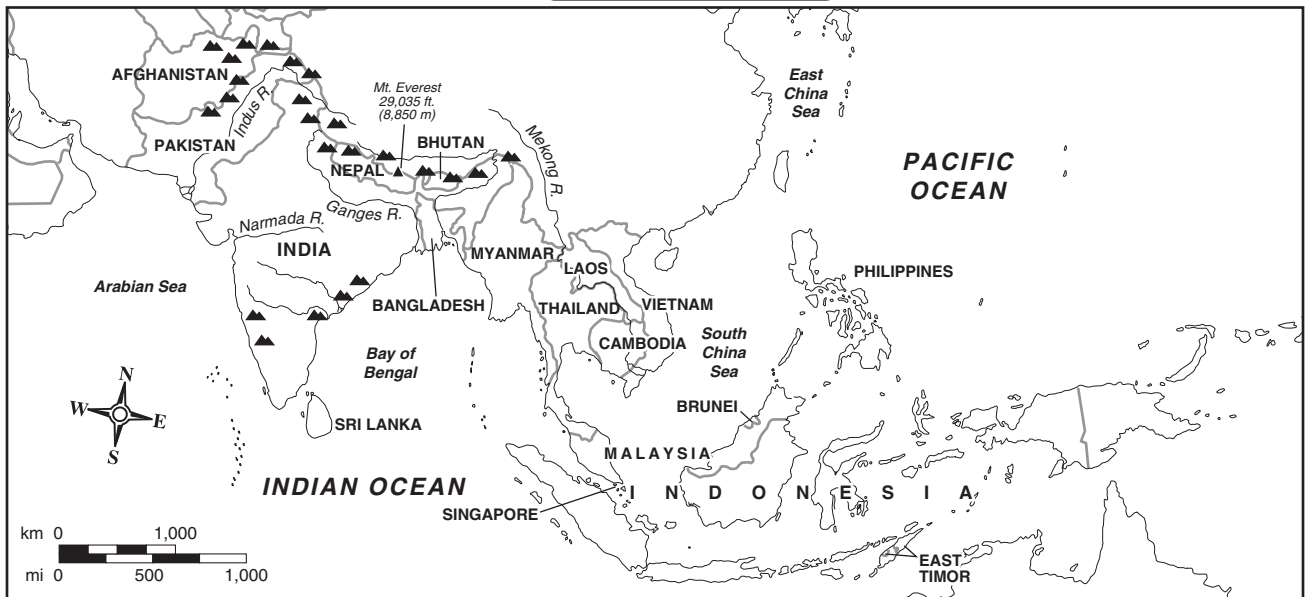 AFGHANISTAN
Indus R.
PAKISTAN
Mt. Everest
29,035 ft.
(8,850 m)
BHUTAN
NEPAL
Mekong R.
East
China
Sea
PACIFIC
OCEAN
Narmada R.
Ganges R.
INDIA
MYANMAR
LAOS
Arabian Sea
BANGLADESH
THAILAND
VIETNAM
PHILIPPINES
CAMBODIA
South
China
Sea
Bay of
Bengal
N
W
E
S
SRI LANKA
BRUNEI
MALAYSIA
INDIAN OCEAN
INDONESIA
SINGAPORE
EAST
TIMOR
km 0 1,000
mi 0 500 1,000